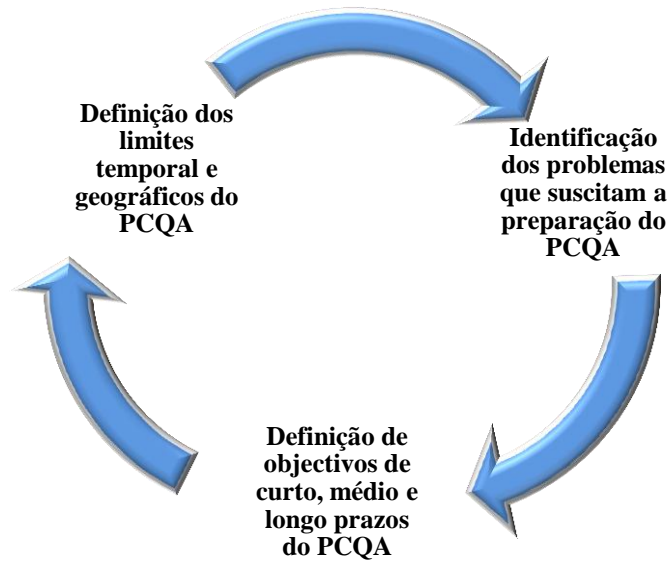 Definição dos
limites
temporal e
geográficos do
PCQA
Identificação
dos problemas
que suscitam a
preparação do
PCQA
Definição de
objectivos de
curto, médio e
longo prazos
do PCQA